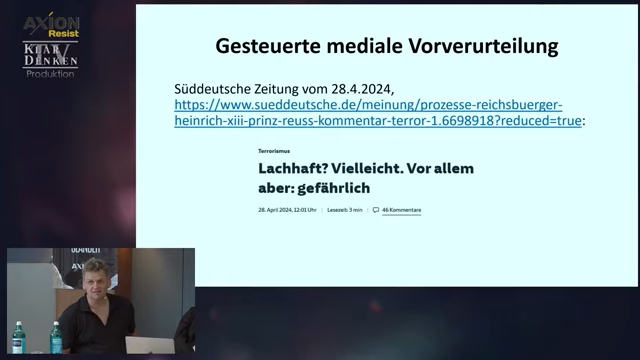 AXION
Resist
KLAR
DENKEN
TV
Produktion
Gesteuerte mediale Vorverurteilung
Süddeutsche Zeitung vom 28.4.2024,
https://www.sueddeutsche.de/meinung/prozesse-reichsbuerger-
heinrich-xiii-prinz-reuss-kommentar-terror-1.6698918?reduced=true:
Terrorismus
Lachhaft? Vielleicht. Vor allem
aber: gefährlich
28. April 2024, 12:01 Uhr | Lesezeit: 3 min | 46 Kommentare